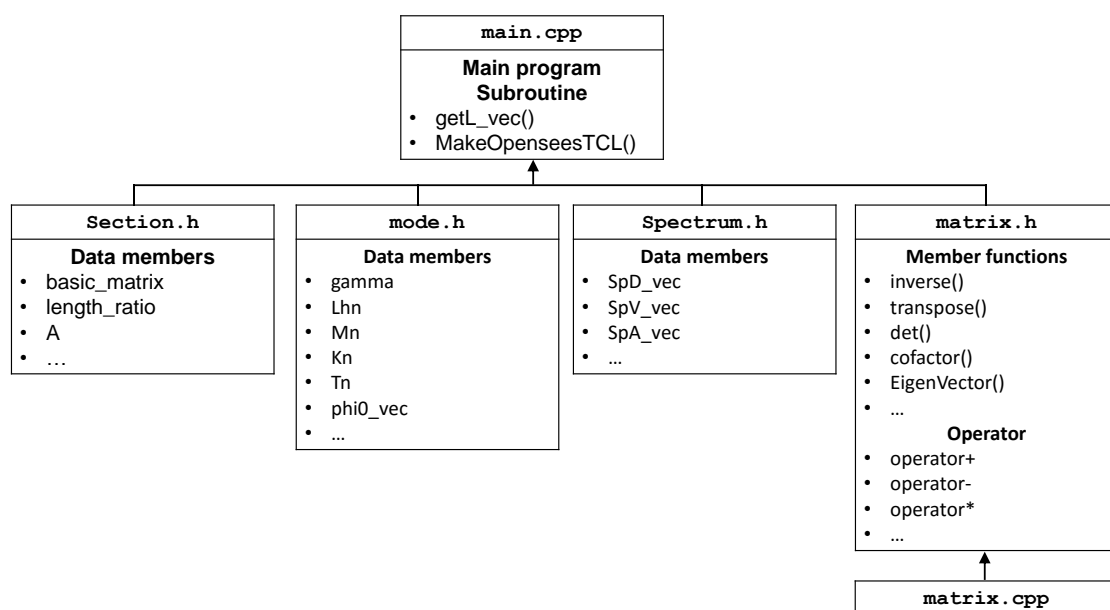 main.cpp
Main program
Subroutine
• getL_vec()
• MakeOpenseesTCL()
Section.h
Data members
• basic_matrix
• length_ratio
• A
• …
mode.h
Data members
• gamma
• Lhn
• Mn
• Kn
• Tn
• phi0_vec
• …
Spectrum.h
Data members
• SpD_vec
• SpV_vec
• SpA_vec
• …
matrix.h
Member functions
• inverse()
• transpose()
• det()
• cofactor()
• EigenVector()
• …
Operator
• operator+
• operator-
• operator*
• …
matrix.cpp